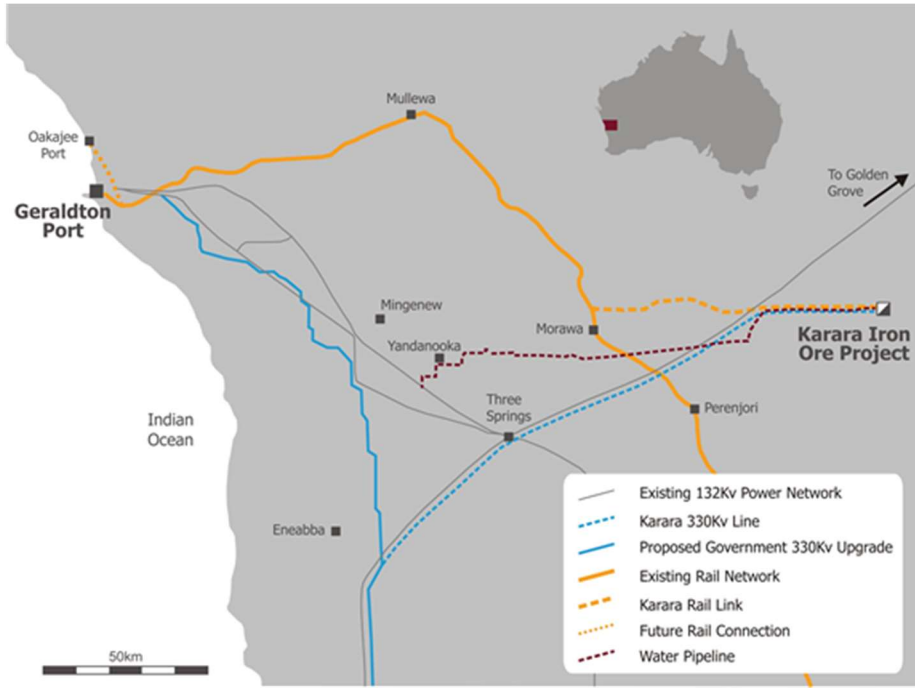 Mullewa
Oakajee
Port
Geraldton
Port
To Golden
Grove
Mingenew
Morawa
Karara Iron
Ore Project
Yandanooka
Three
Springs
Perenjori
Indian
Ocean
Eneabba
Existing 132Kv Power Network
Karara 330Kv Line
Proposed Government 330Kv Upgrade
Existing Rail Network
Karara Rail Link
Future Rail Connection
Water Pipeline
50km